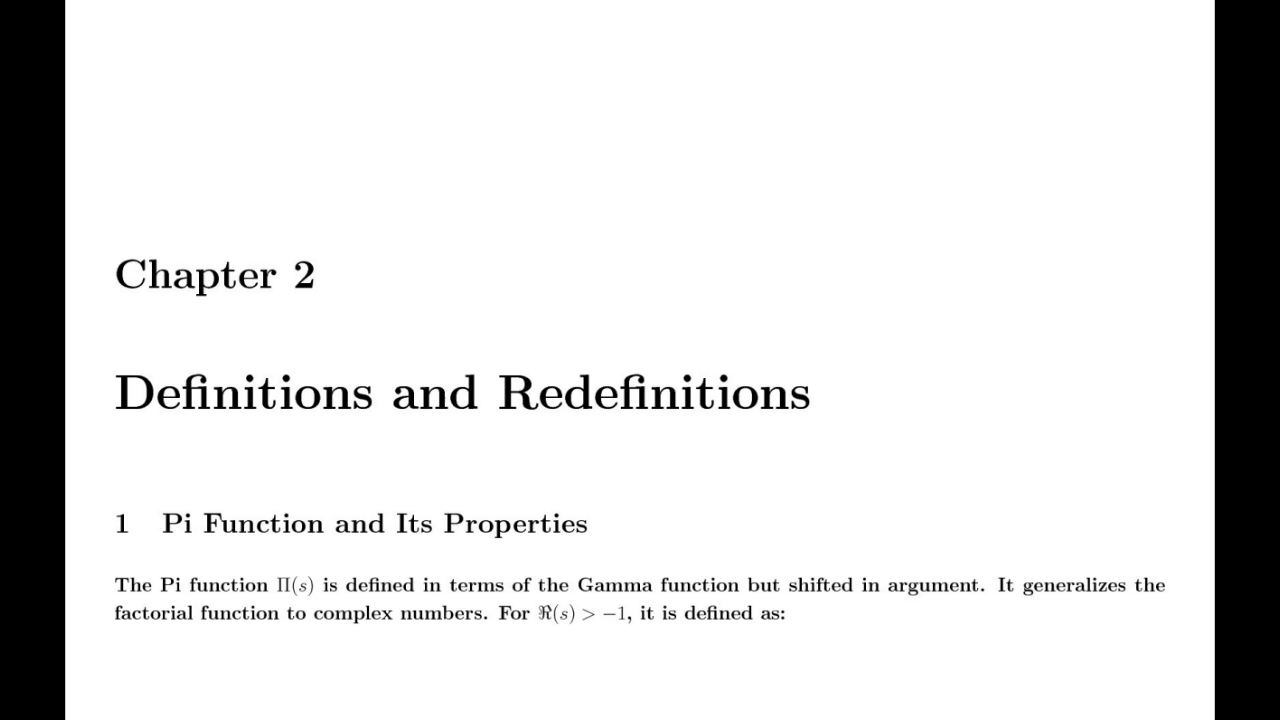 Chapter 2
Definitions and Redefinitions
1 Pi Function and Its Properties
The Pi function Π(s) is defined in terms of the Gamma function but shifted in argument. It generalizes the
factorial function to complex numbers. For ℜ(s) > −1, it is defined as: